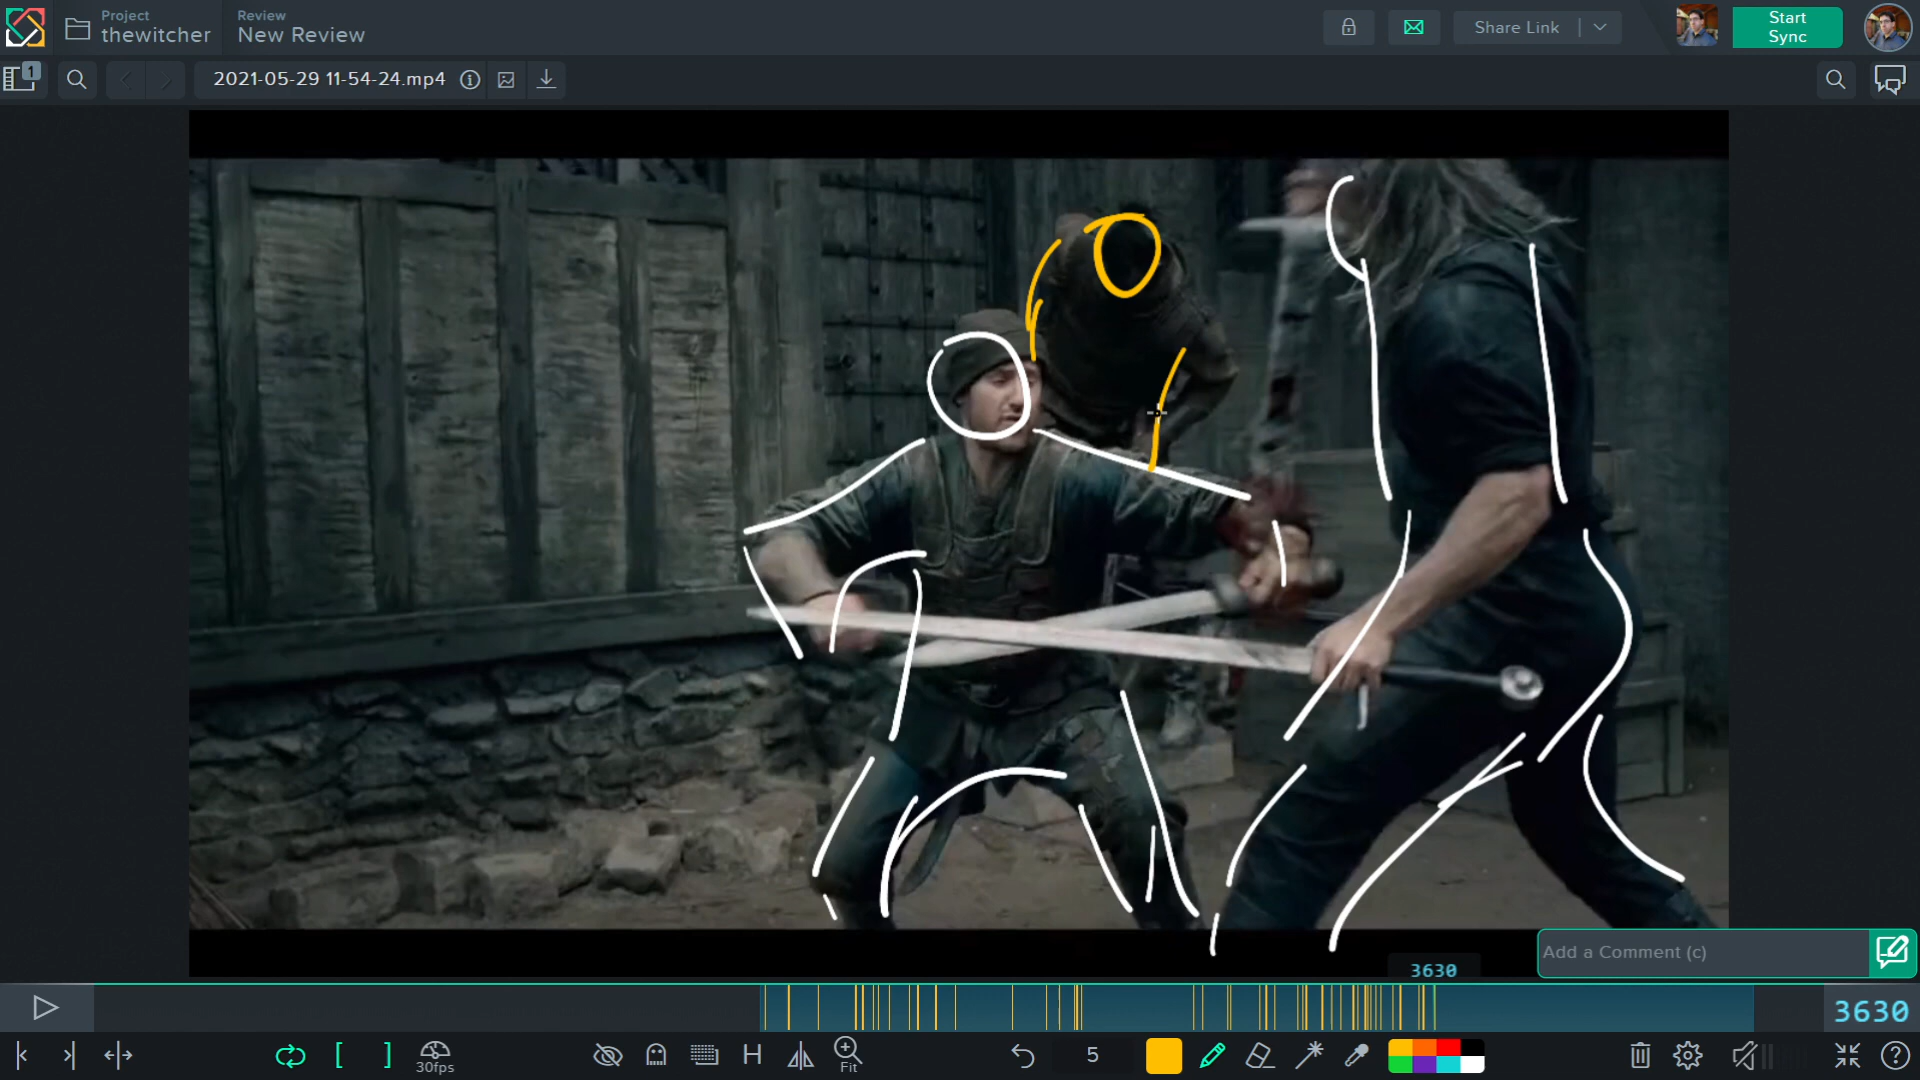 Project
thewitcher
Review
New Review
Share Link
Start
Sync
1
2021-05-29 11-54-24.mp4
Add a Comment (c)
3630
3630
30fps
H
Fit
5